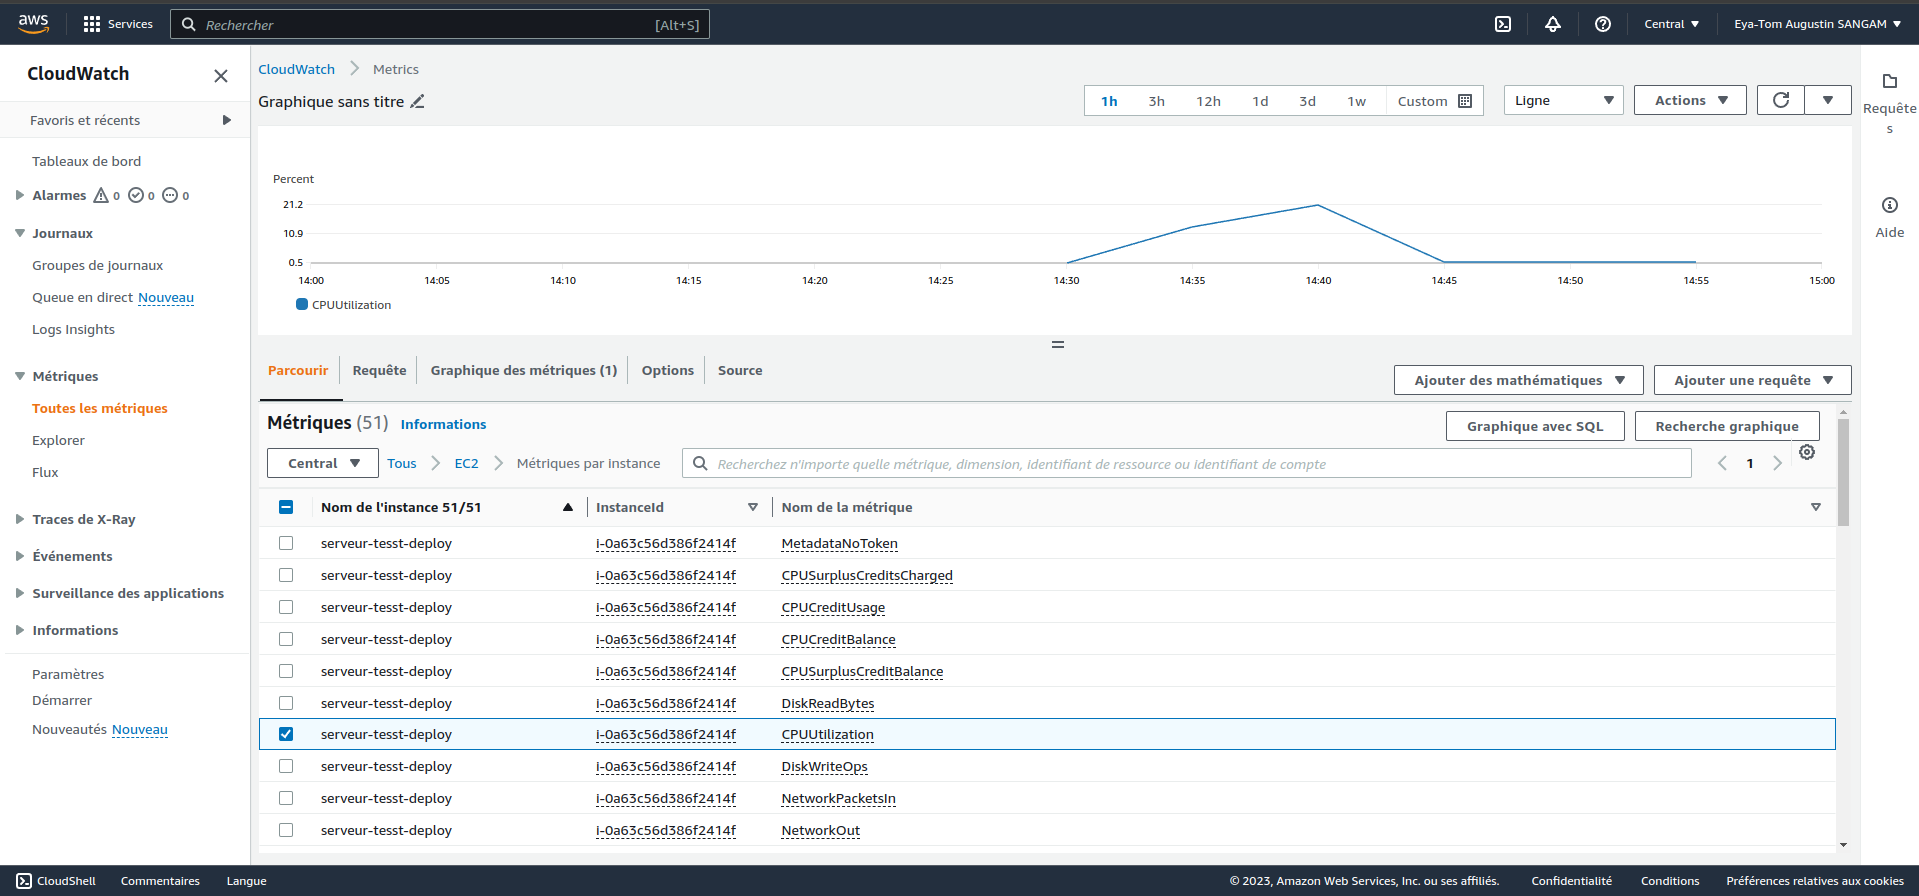 aws
Services
Rechercher
[Alt+S]
Central
Eya-Tom Augustin SANGAM
CloudWatch
Favoris et récents
Tableaux de bord
Alarmes 0 0 0
Journaux
Groupes de journaux
Queue en direct Nouveau
Logs Insights
Métriques
Toutes les métriques
Explorer
Flux
Traces de X-Ray
Événements
Surveillance des applications
Informations
Paramètres
Démarrer
Nouveautés Nouveau
CloudWatch Metrics
Graphique sans titre
1h 3h 12h 1d 3d 1w Custom
Ligne
Actions
Percent
21.2
10.9
0.5
14:00 14:05 14:10 14:15 14:20 14:25 14:30 14:35 14:40 14:45 14:50 14:55 15:00
CPUUtilization
Parcourir Requête Graphique des métriques (1) Options Source
Ajouter des mathématiques
Ajouter une requête
Métriques (51) Informations
Graphique avec SQL
Recherche graphique
Central
Tous EC2 Métriques par instance
Recherchez n'importe quelle métrique, dimension, identifiant de ressource ou identifiant de compte
1
Nom de l'instance 51/51 InstanceId Nom de la métrique
serveur-tesst-deploy i-0a63c56d386f2414f MetadataNoToken
serveur-tesst-deploy i-0a63c56d386f2414f CPUSurplusCreditsCharged
serveur-tesst-deploy i-0a63c56d386f2414f CPUCreditUsage
serveur-tesst-deploy i-0a63c56d386f2414f CPUCreditBalance
serveur-tesst-deploy i-0a63c56d386f2414f CPUSurplusCreditBalance
serveur-tesst-deploy i-0a63c56d386f2414f DiskReadBytes
serveur-tesst-deploy i-0a63c56d386f2414f CPUUtilization
serveur-tesst-deploy i-0a63c56d386f2414f DiskWriteOps
serveur-tesst-deploy i-0a63c56d386f2414f NetworkPacketsIn
serveur-tesst-deploy i-0a63c56d386f2414f NetworkOut
Requête
s
Aide
CloudShell Commentaires Langue
© 2023, Amazon Web Services, Inc. ou ses affiliés. Confidentialité Conditions Préférences relatives aux cookies